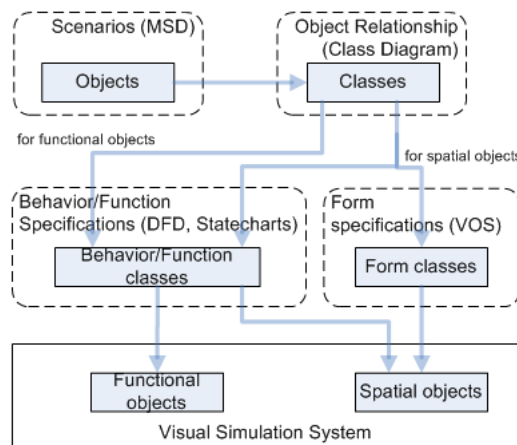 Scenarios (MSD)
Objects
Object Relationship
(Class Diagram)
Classes
for functional objects
for spatial objects
Behavior/Function
Specifications (DFD, Statecharts)
Behavior/Function
classes
Form
specifications (VOS)
Form classes
Functional
objects
Spatial objects
Visual Simulation System